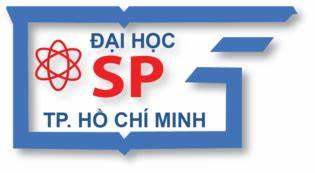 ĐẠI HỌC
SP
TP. HỒ CHÍ MINH